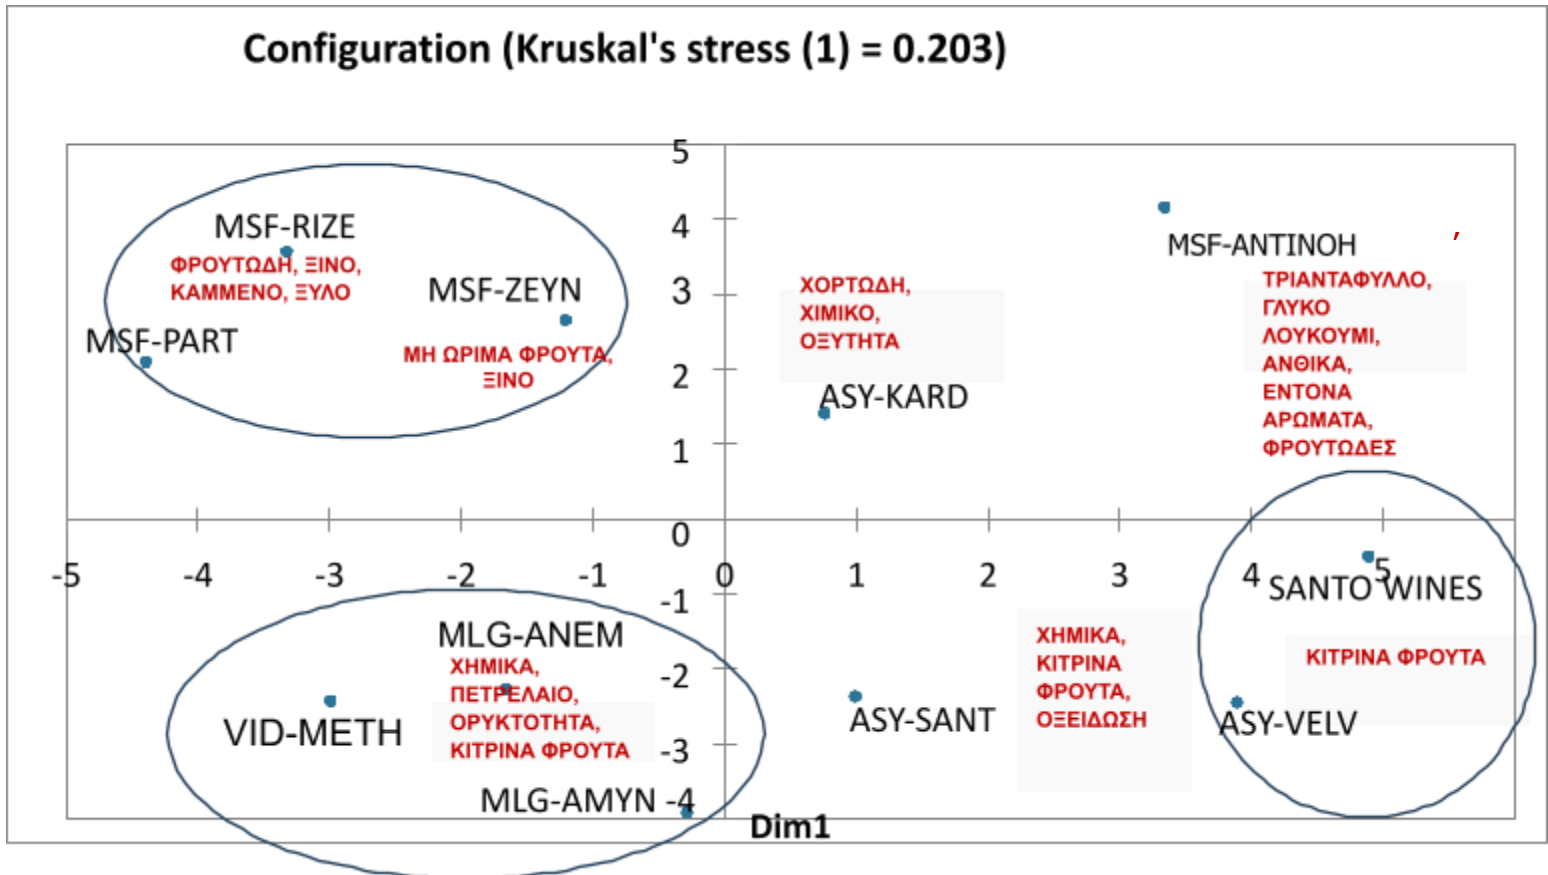 Configuration (Kruskal's stress (1) = 0.203)
5
MSF-RIZE
4
MSF-ANTINOH
,
ΦΡΟΥΤΩΔΗ, ΞΙΝΟ,
ΚΑΜΜΕΝΟ, ΞΥΛΟ
MSF-ZEYN
3
ΧΟΡΤΩΔΗ,
ΧΙΜΙΚΟ,
ΟΞΥΤΗΤΑ
ΤΡΙΑΝΤΑΦΥΛΛΟ,
ΓΛΥΚΟ
ΛΟΥΚΟΥΜΙ,
ΑΝΘΙΚΑ,
ΕΝΤΟΝΑ
ΑΡΩΜΑΤΑ,
ΦΡΟΥΤΩΔΕΣ
MSF-PART
ΜΗ ΩΡΙΜΑ ΦΡΟΥΤΑ,
ΞΙΝΟ
2
ASY-KARD
1
0
-5 -4 -3 -2 -1 0 1 2 3 4 5
SANTO WINES
-1
MLG-ANEM
ΧΗΜΙΚΑ,
ΠΕΤΡΕΛΑΙΟ,
ΟΡΥΚΤΟΤΗΤΑ,
ΚΙΤΡΙΝΑ ΦΡΟΥΤΑ
-2
ΧΗΜΙΚΑ,
ΚΙΤΡΙΝΑ
ΦΡΟΥΤΑ,
ΟΞΕΙΔΩΣΗ
ΚΙΤΡΙΝΑ ΦΡΟΥΤΑ
VID-METH
ASY-SANT
ASY-VELV
-3
MLG-AMYN
-4
Dim1